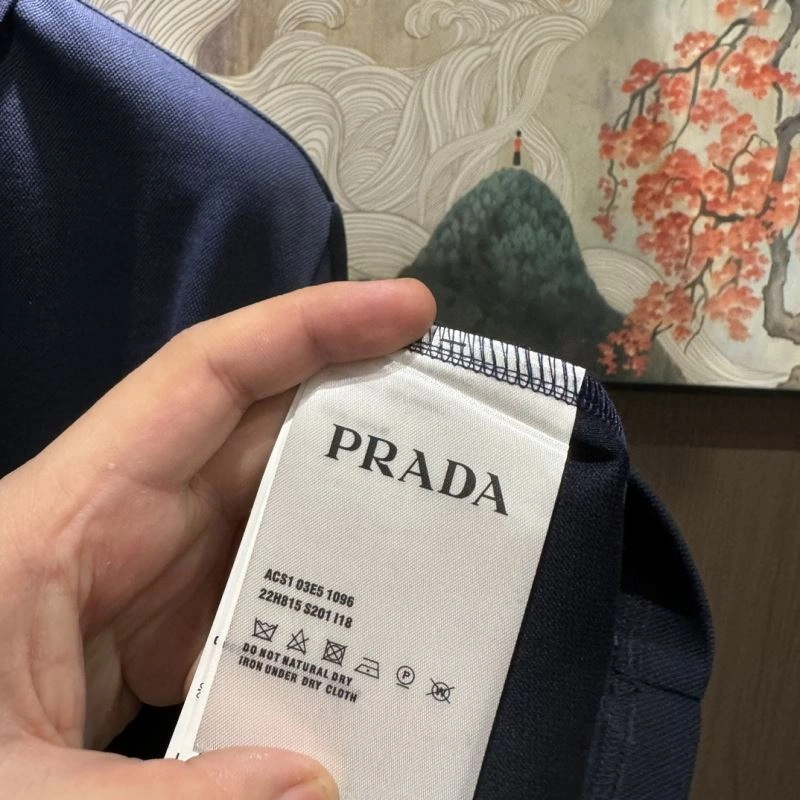 PRADA
ACS1 03E5 1096
22H815 S201 I18
P W
DO NOT NATURAL DRY
IRON UNDER DRY CLOTH